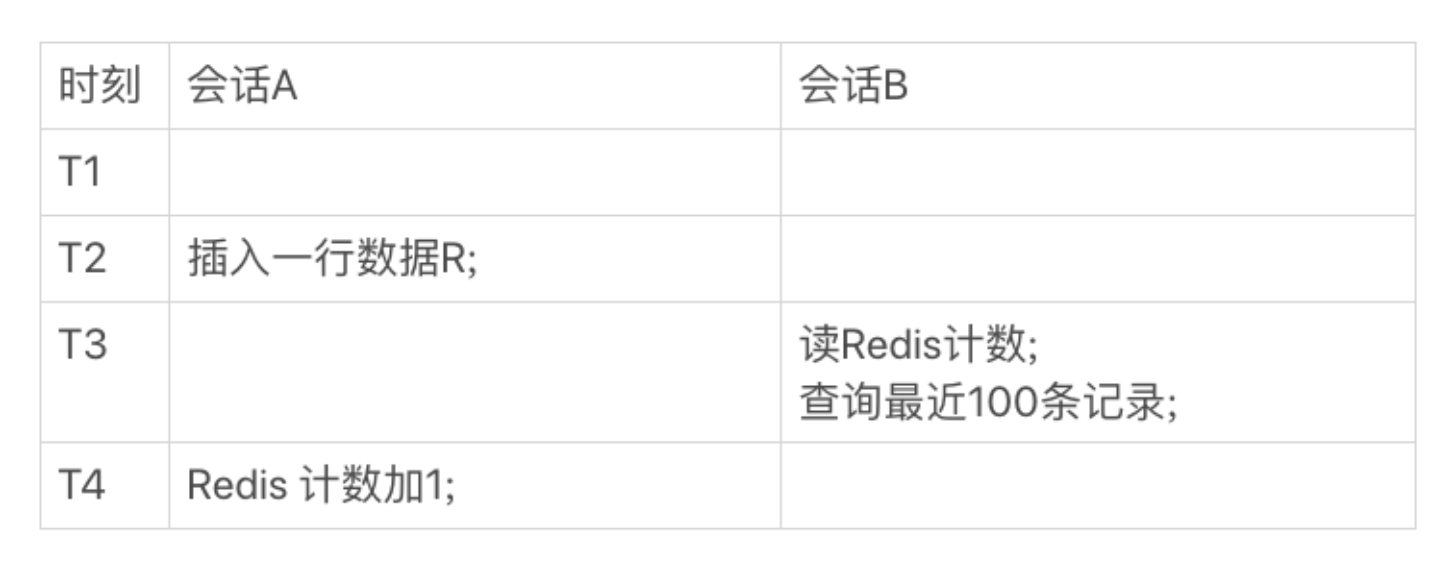 时刻 会话A 会话B
T1
T2 插入一行数据R;
T3 读Redis计数;
查询最近100条记录;
T4 Redis 计数加1;